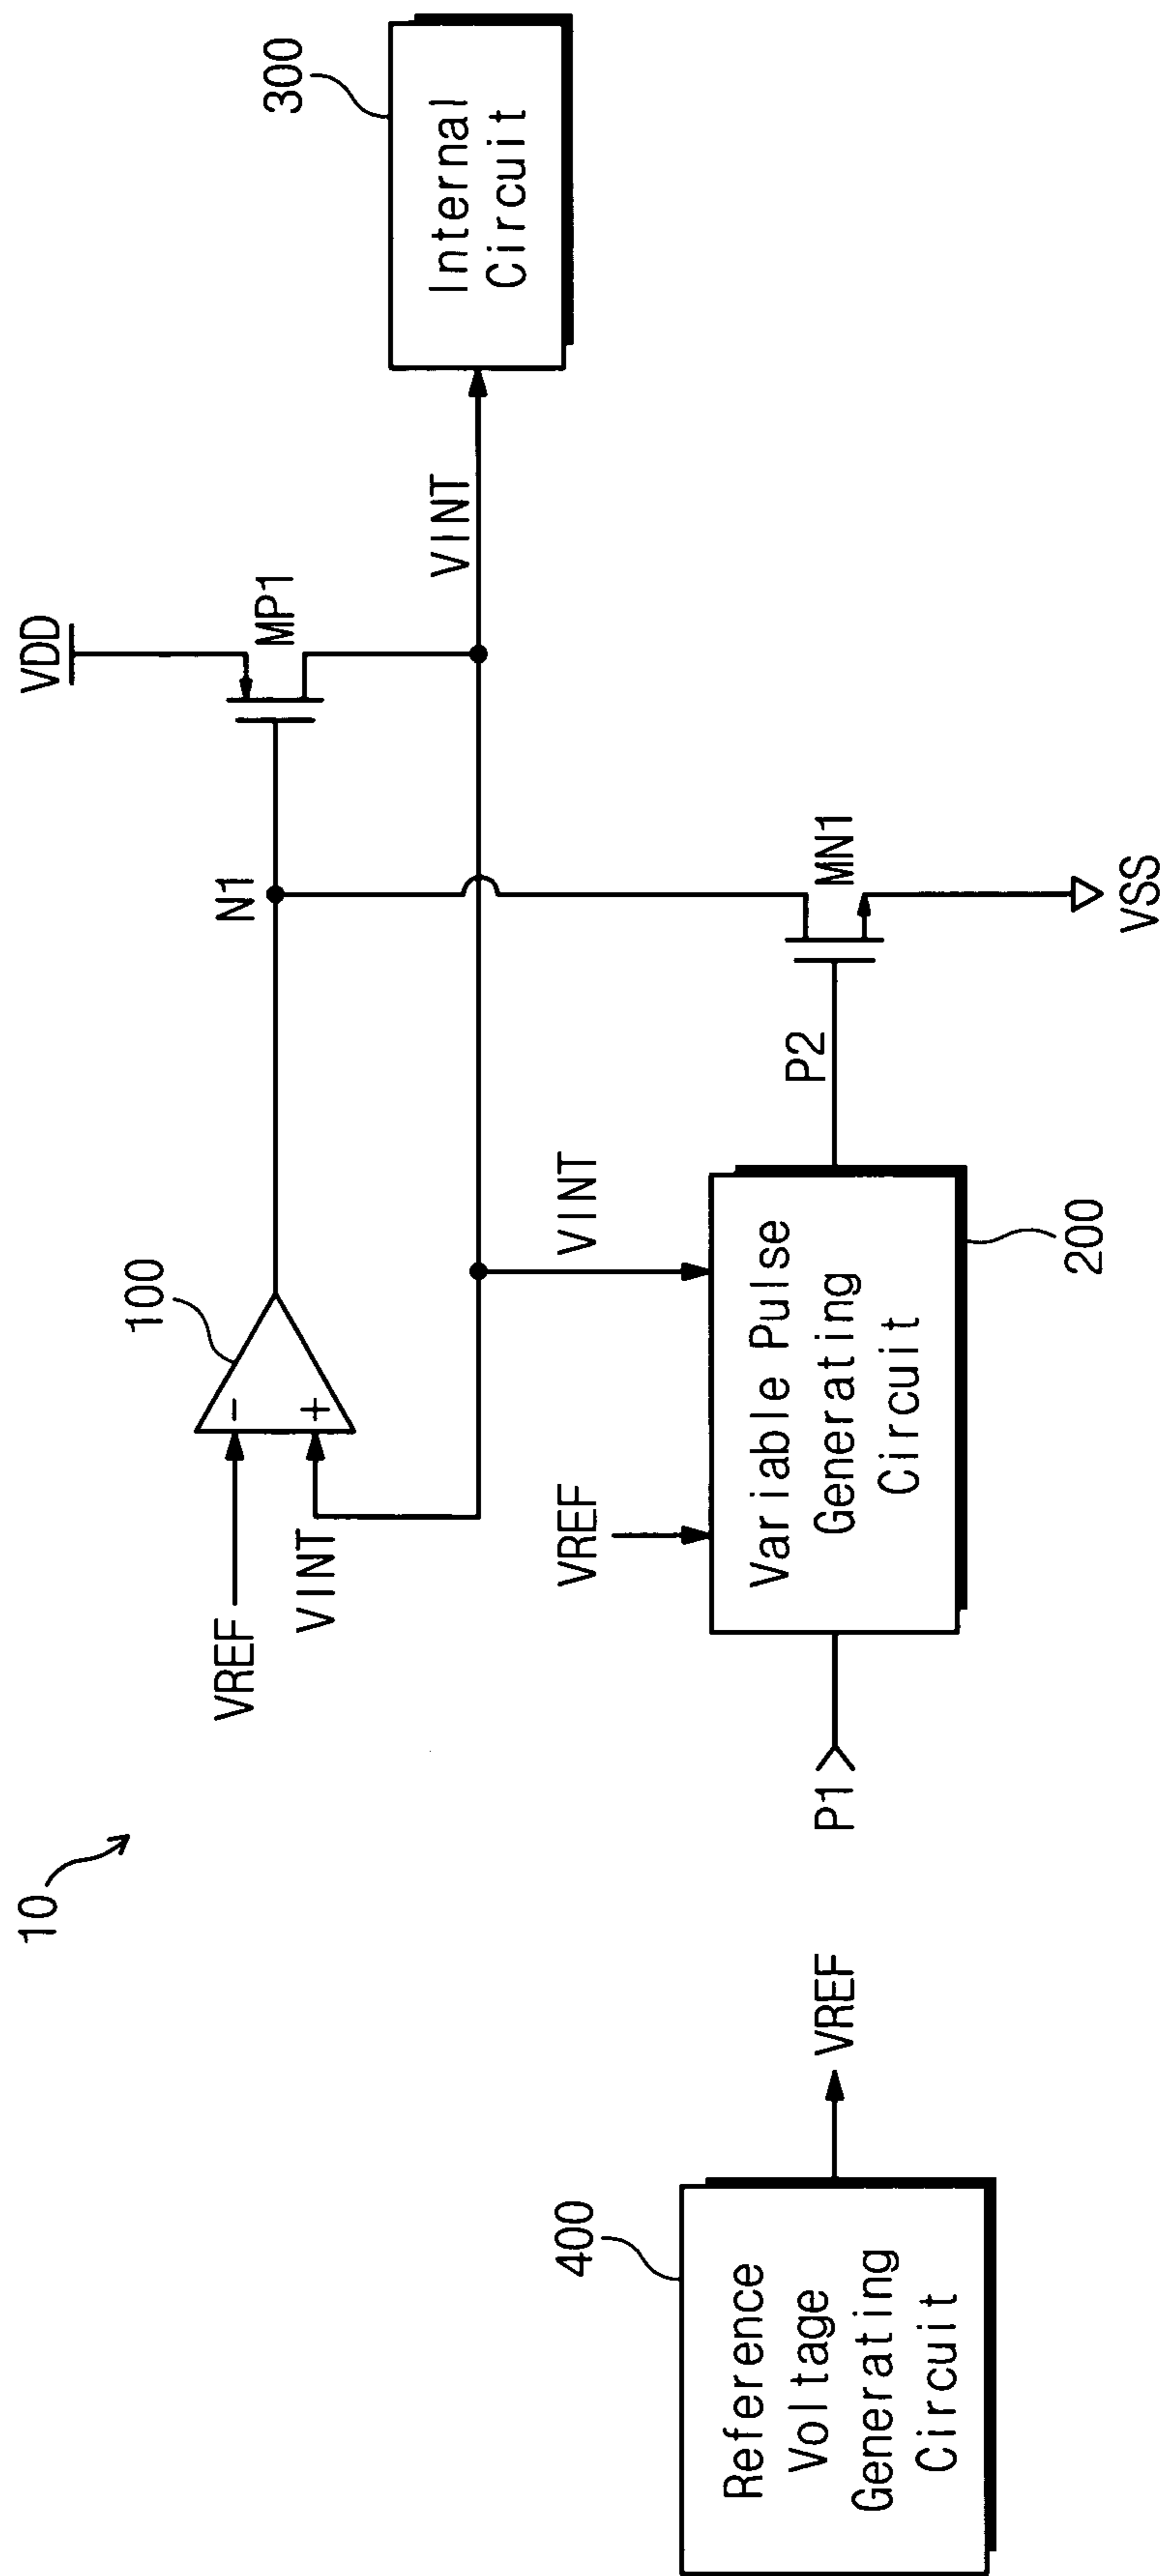 10
VDD
MP1
N1
100
VREF
-
+
VINT
VINT
300
Internal
Circuit
VINT
VREF
P1
Variable Pulse
Generating
Circuit
200
P2
MN1
VSS
400
Reference
Voltage
Generating
Circuit
VREF